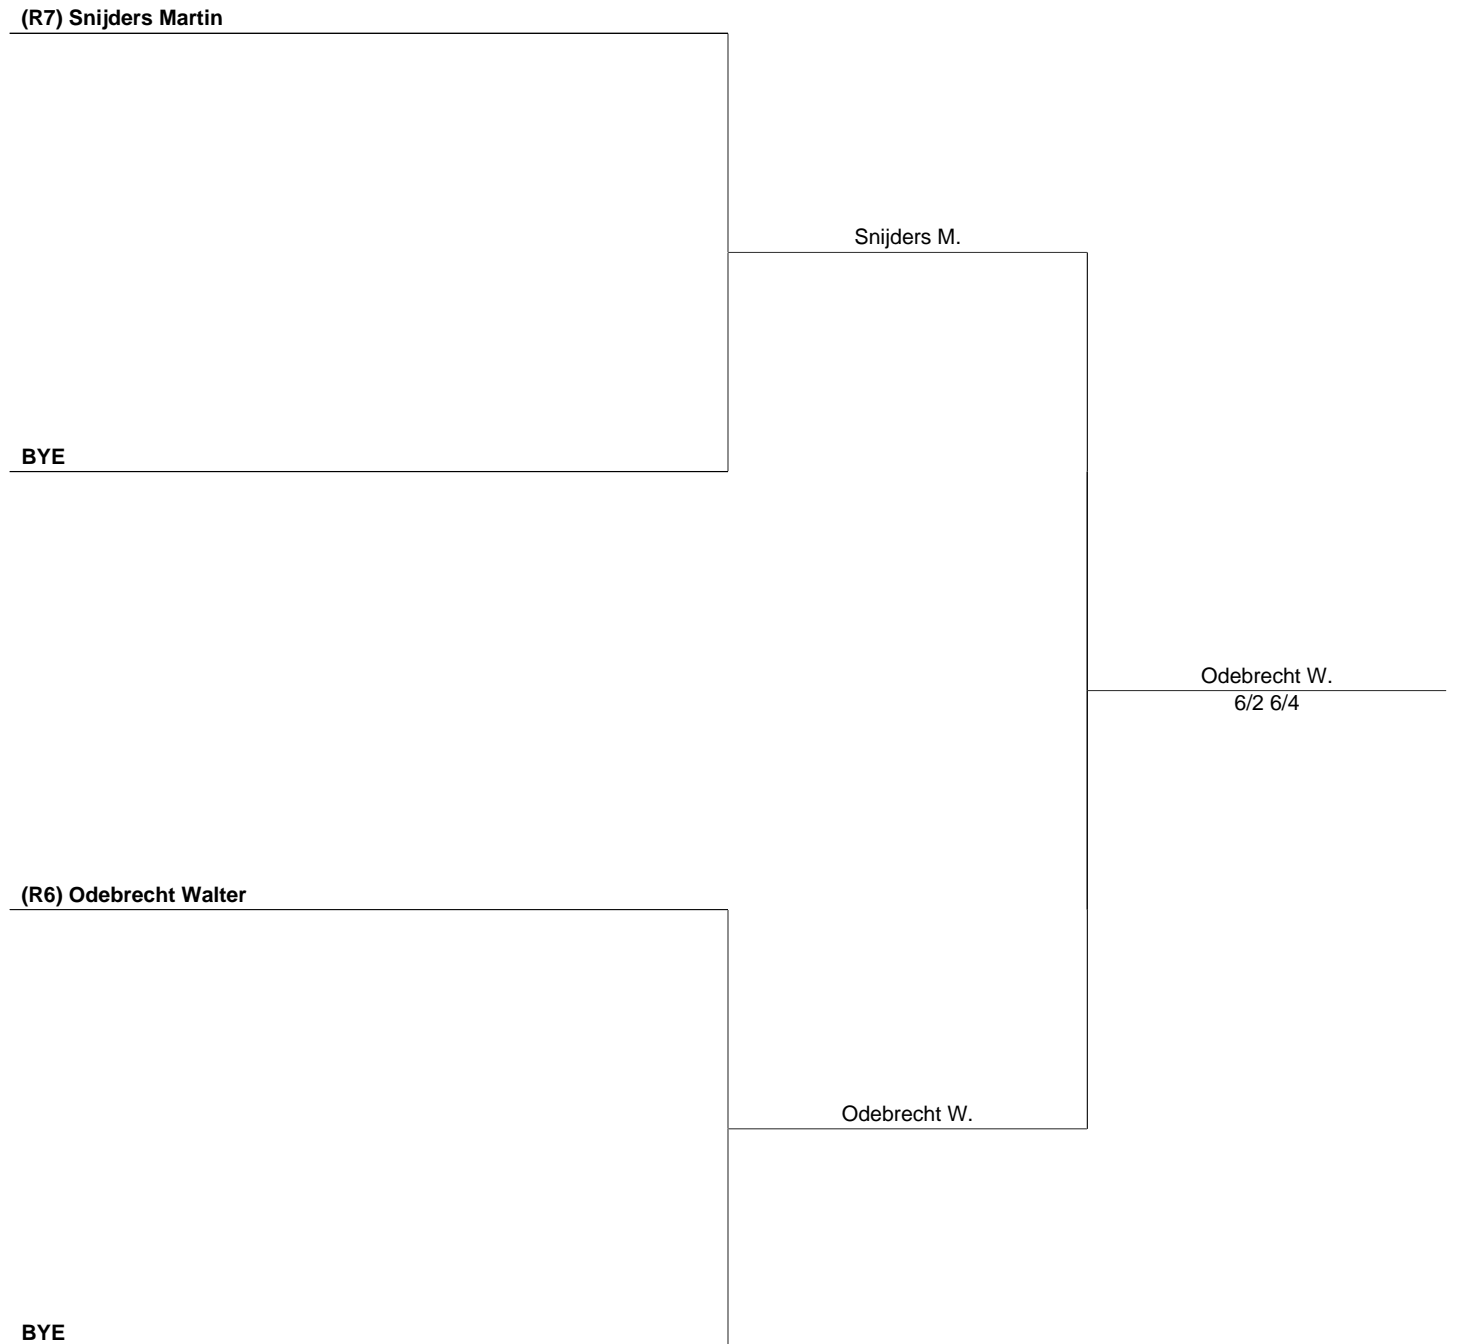 (R7) Snijders Martin
Snijders M.
BYE
Odebrecht W.
6/2 6/4
(R6) Odebrecht Walter
Odebrecht W.
BYE